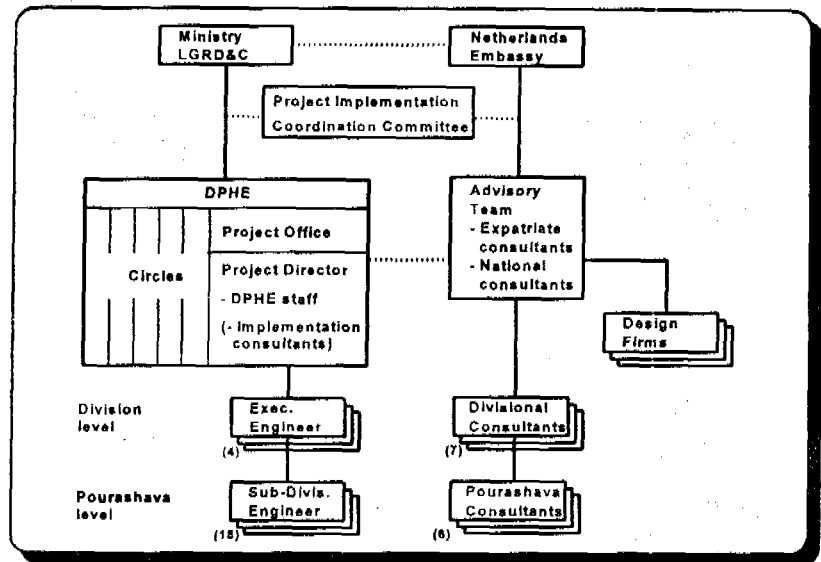 Ministry
LGRD&C
Netherlands
Embassy
Project Implementation
Coordination Committee
DPHE
Circles
Project Office
Project Director
- DPHE staff
(- Implementation
consultants)
Advisory
Team
- Expatriate
consultants
- National
consultants
Design
Firms
Division
level
Exec.
Engineer
(4)
Divisional
Consultants
(7)
Pourashava
level
Sub-Divis.
Engineer
(18)
Pourashava
Consultants
(6)